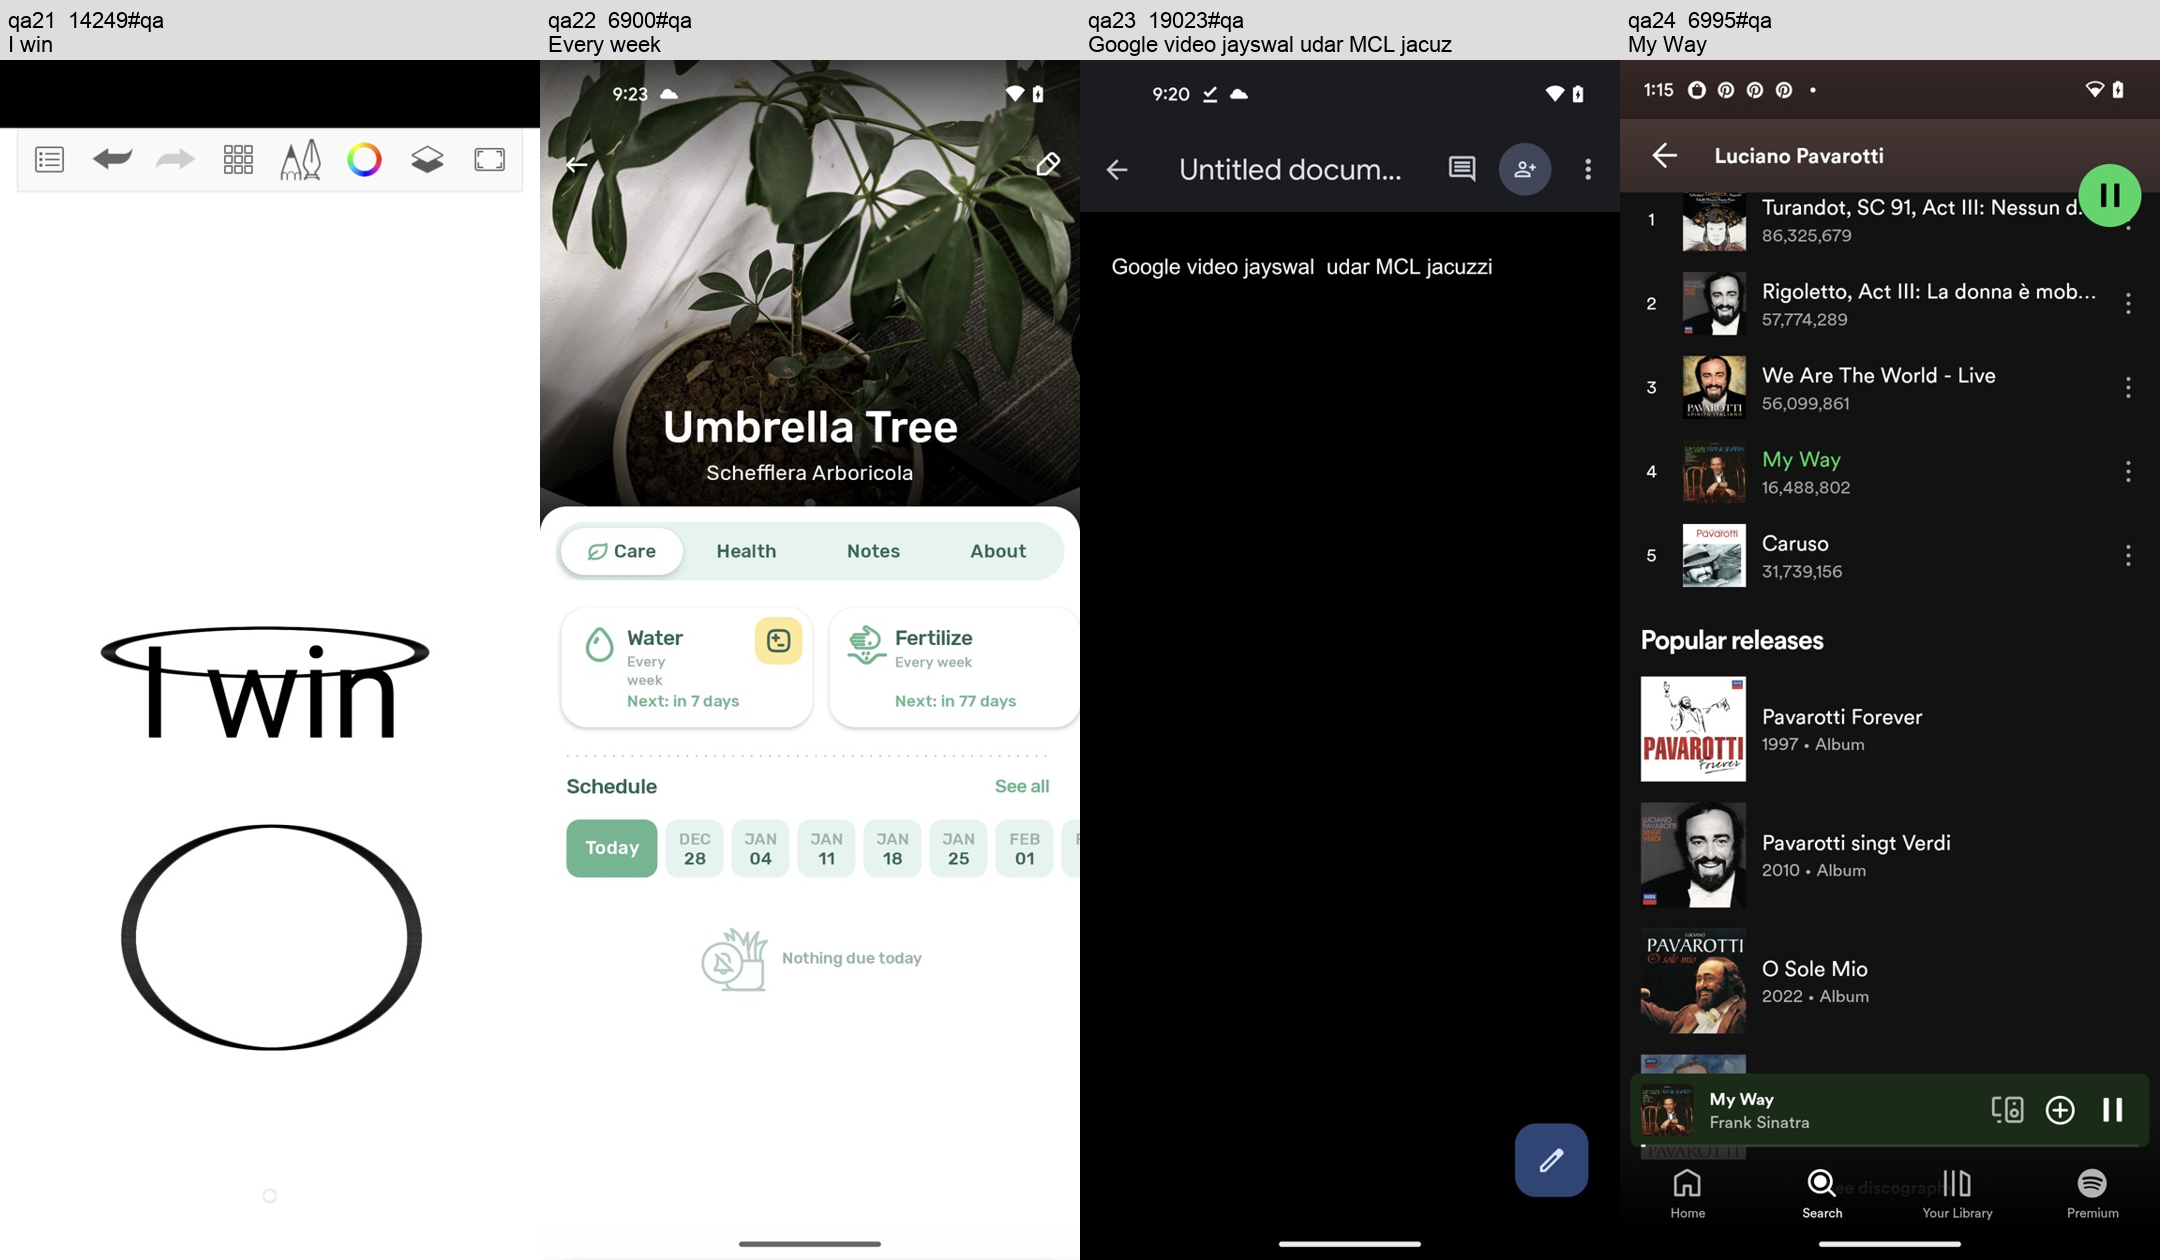 qa21 14249#qa
I win
I win
qa22 6900#qa
Every week
9:23
Umbrella Tree
Schefflera Arboricola
Care Health Notes About
Water
Every
week
Next: in 7 days
Fertilize
Every week
Next: in 77 days
Schedule See all
Today
DEC
28
JAN
04
JAN
11
JAN
18
JAN
25
FEB
01
Nothing due today
qa23 19023#qa
Google video jayswal udar MCL jacuz
9:20
Untitled docum...
Google video jayswal udar MCL jacuzzi
qa24 6995#qa
My Way
1:15
Luciano Pavarotti
1 Turandot, SC 91, Act III: Nessun d...
86,325,679
2 Rigoletto, Act III: La donna è mob...
57,774,289
3 We Are The World - Live
56,099,861
4 My Way
16,488,802
5 Caruso
31,739,156
Popular releases
PAVAROTTI
Forever
Pavarotti Forever
1997 • Album
Pavarotti singt Verdi
2010 • Album
PAVAROTTI
O sole mio
O Sole Mio
2022 • Album
My Way
Frank Sinatra
Home Search Your Library Premium